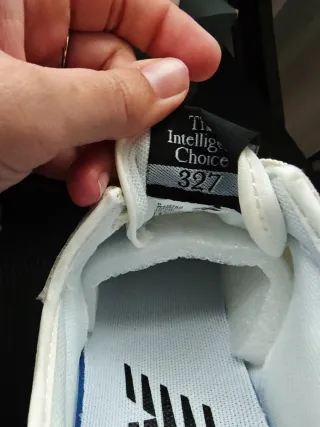 Th
Intellige
Choice
327